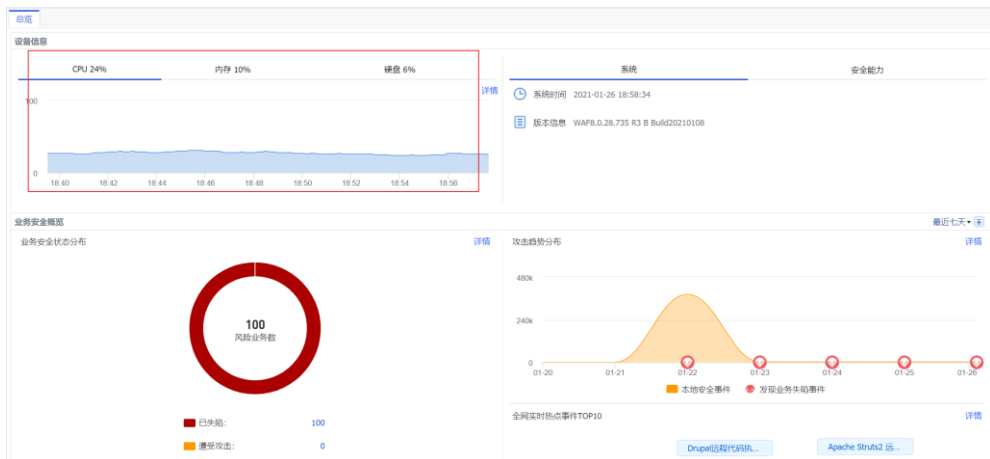 总览
设备信息
CPU 24% 内存 10% 硬盘 6%
详情
100
0
18:40 18:42 18:44 18:46 18:48 18:50 18:52 18:54 18:56
系统 安全能力
系统时间 2021-01-26 18:58:34
版本信息 WAF8.0.28.735 R3 B Build20210108
业务安全概览 最近七天
业务安全状态分布 详情
100
风险业务数
已失陷: 100
遭受攻击: 0
攻击趋势分布 详情
480k
240k
0
01-20 01-21 01-22 01-23 01-24 01-25 01-26
本地安全事件 发现业务失陷事件
全网实时热点事件TOP10 详情
Drupal远程代码执... Apache Struts2 远...